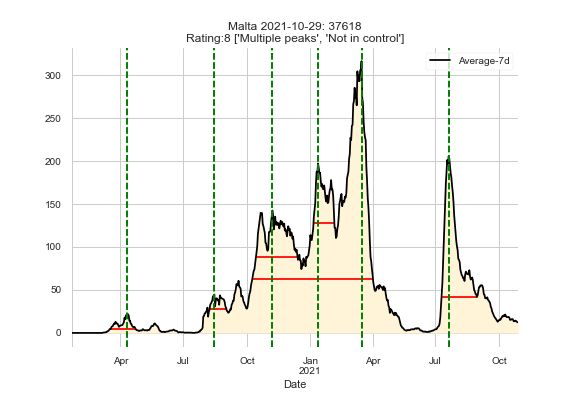 Malta 2021-10-29: 37618
Rating:8 ['Multiple peaks', 'Not in control']
Average-7d
300
250
200
150
100
50
0
Apr
Jul
Oct
Jan
2021
Apr
Jul
Oct
Date